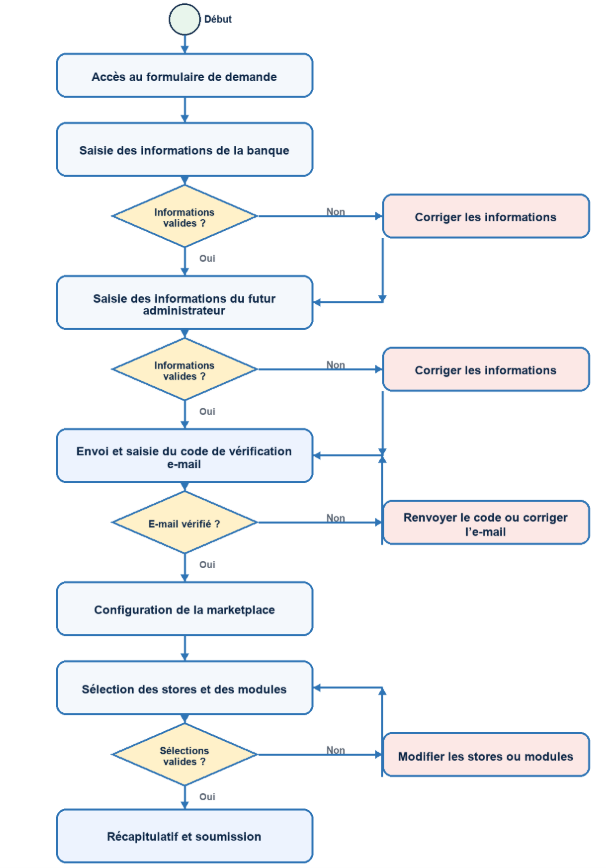 Début
Accès au formulaire de demande
Saisie des informations de la banque
Informations
valides ?
Non
Corriger les informations
Oui
Saisie des informations du futur
administrateur
Informations
valides ?
Non
Corriger les informations
Oui
Envoi et saisie du code de vérification
e-mail
E-mail vérifié ?
Non
Renvoyer le code ou corriger
l’e-mail
Oui
Configuration de la marketplace
Sélection des stores et des modules
Sélections
valides ?
Non
Modifier les stores ou modules
Oui
Récapitulatif et soumission